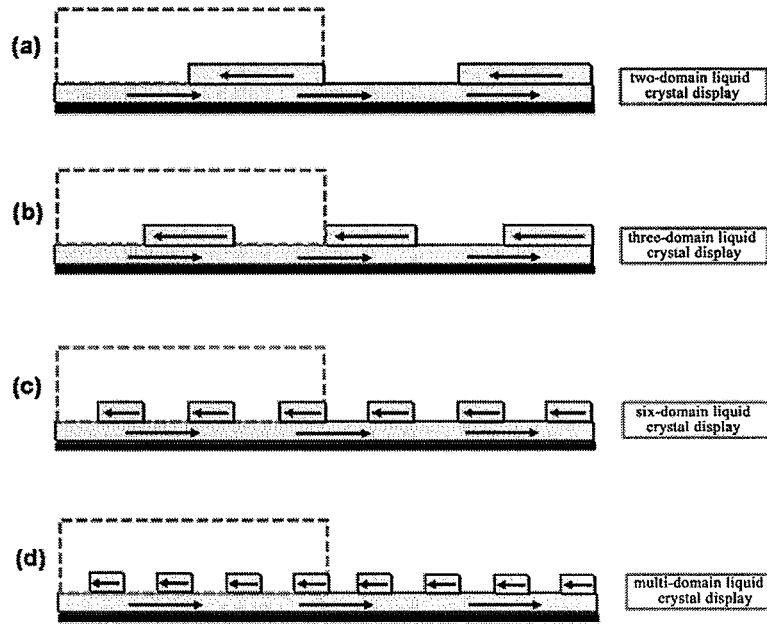 (a)
two-domain liquid
crystal display
(b)
three-domain liquid
crystal display
(c)
six-domain liquid
crystal display
(d)
multi-domain liquid
crystal display